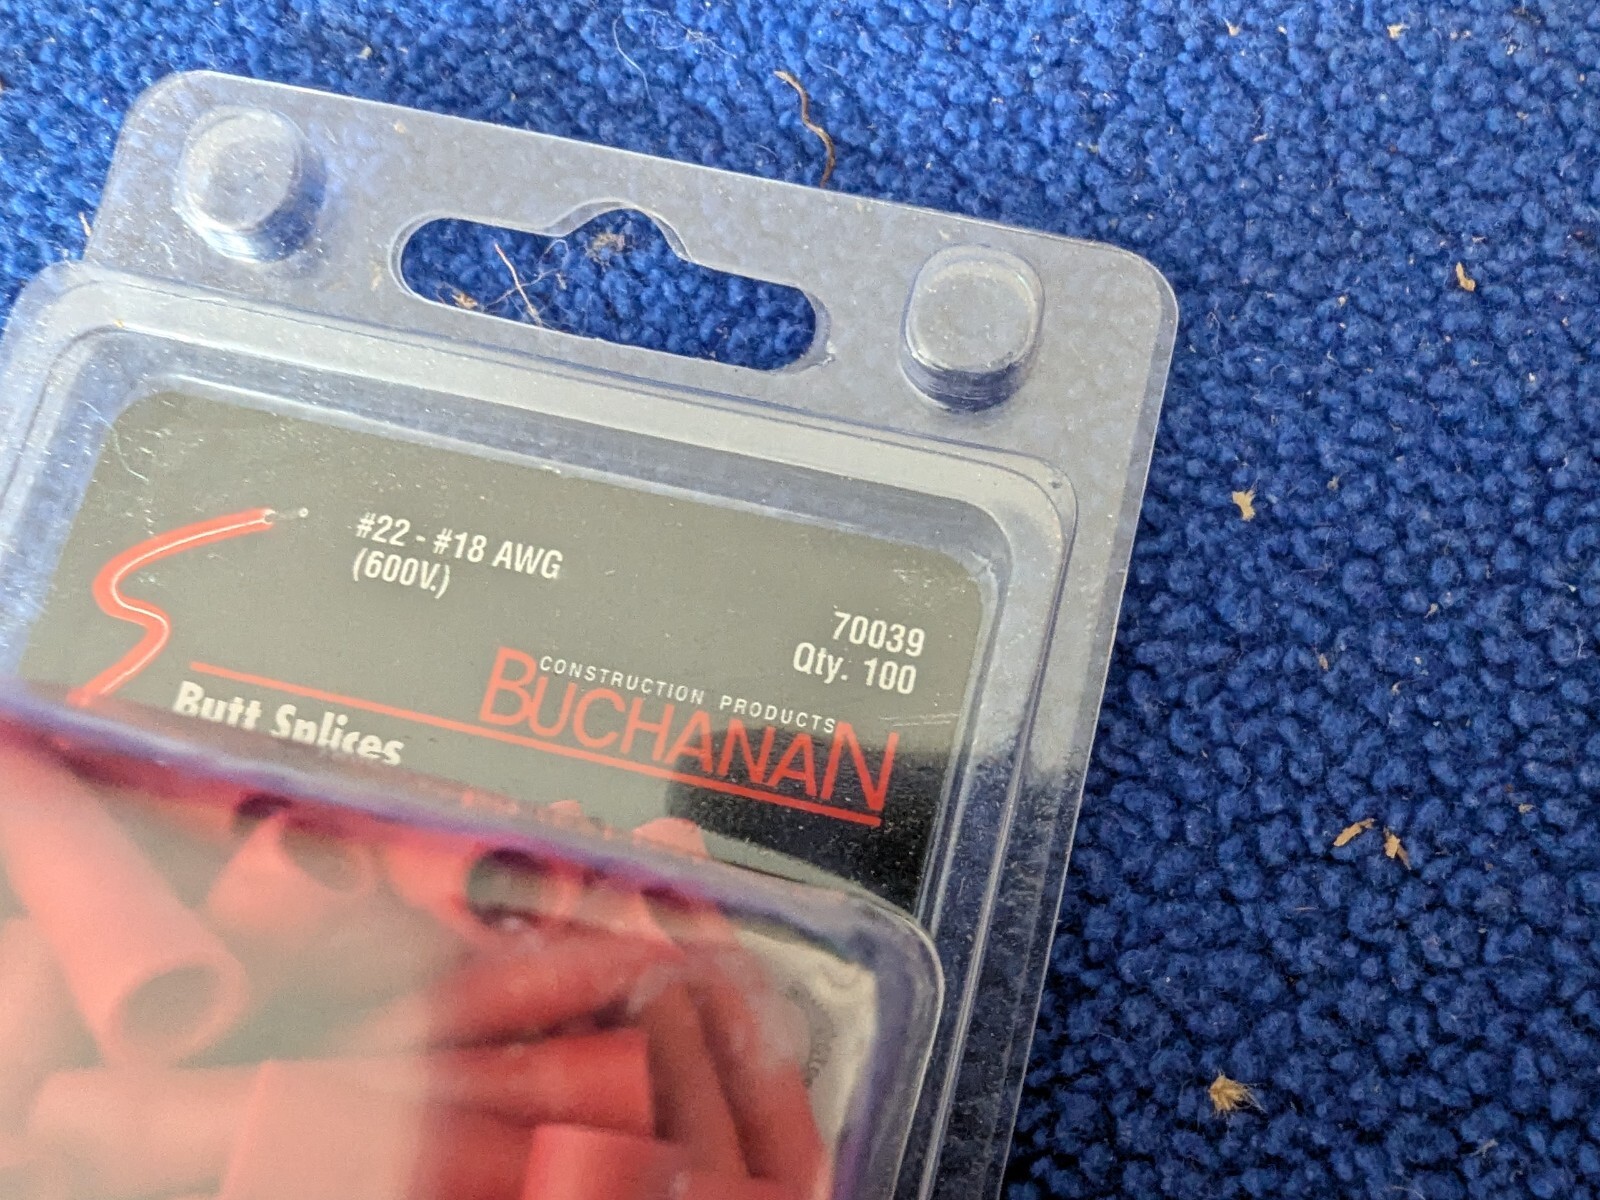 #22 - #18 AWG
(600V.)
70039
Qty. 100
CONSTRUCTION PRODUCTS
BUCHANAN
Butt Splices